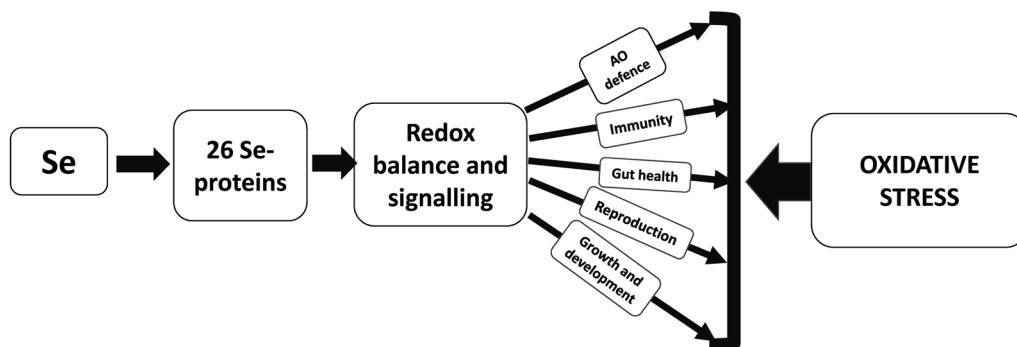 Se
26 Se-
proteins
Redox
balance and
signalling
AO
defence
Immunity
Gut health
Reproduction
Growth and
development
OXIDATIVE
STRESS